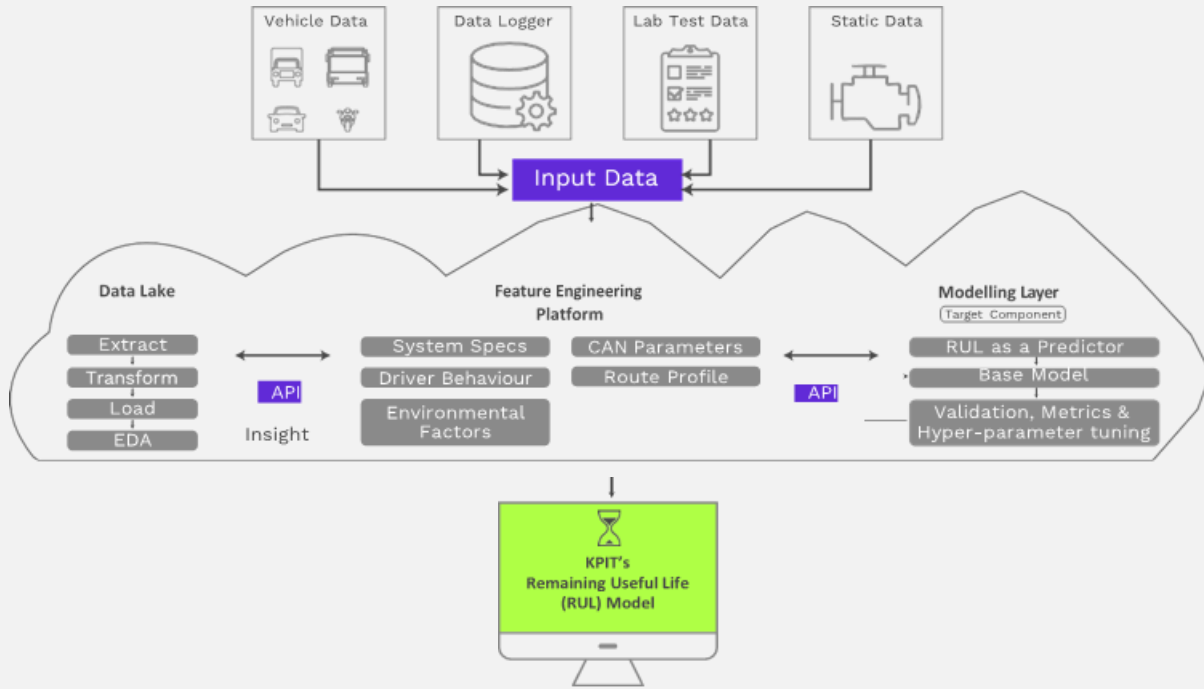 Vehicle Data
Data Logger
Lab Test Data
Static Data
Input Data
Data Lake
Extract
Transform
Load
EDA
API
Insight
Feature Engineering
Platform
System Specs
CAN Parameters
Driver Behaviour
Route Profile
Environmental
Factors
API
Modelling Layer
Target Component
RUL as a Predictor
Base Model
Validation, Metrics &
Hyper-parameter tuning
KPIT's
Remaining Useful Life
(RUL) Model